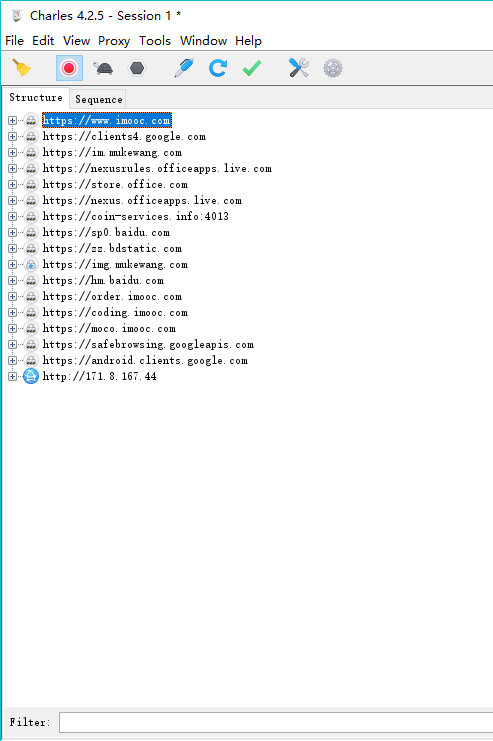 Charles 4.2.5 - Session 1 *
File Edit View Proxy Tools Window Help
Structure Sequence
https://www.imooc.com
https://clients4.google.com
https://im.mukewang.com
https://nexusrules.officeapps.live.com
https://store.office.com
https://nexus.officeapps.live.com
https://coin-services.info:4013
https://sp0.baidu.com
https://zz.bdstatic.com
https://img.mukewang.com
https://hm.baidu.com
https://order.imooc.com
https://coding.imooc.com
https://moco.imooc.com
https://safebrowsing.googleapis.com
https://android.clients.google.com
http://171.8.167.44
Filter: